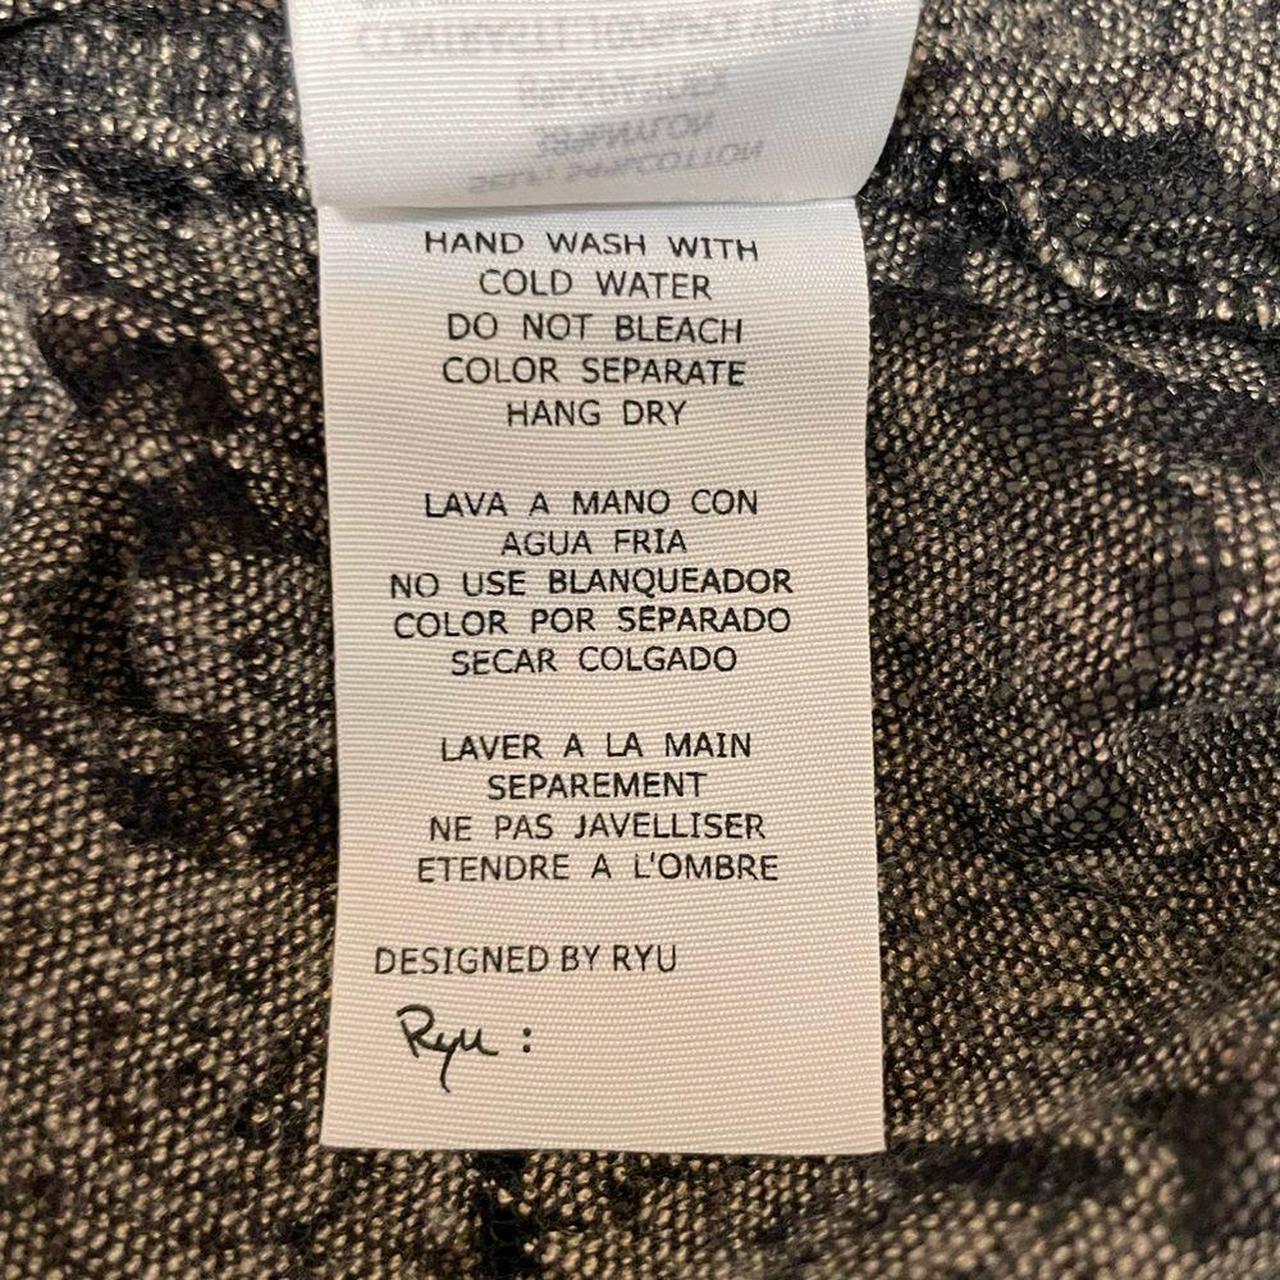 HAND WASH WITH
COLD WATER
DO NOT BLEACH
COLOR SEPARATE
HANG DRY
LAVA A MANO CON
AGUA FRIA
NO USE BLANQUEADOR
COLOR POR SEPARADO
SECAR COLGADO
LAVER A LA MAIN
SEPAREMENT
NE PAS JAVELLISER
ETENDRE A L'OMBRE
DESIGNED BY RYU
Ryu :